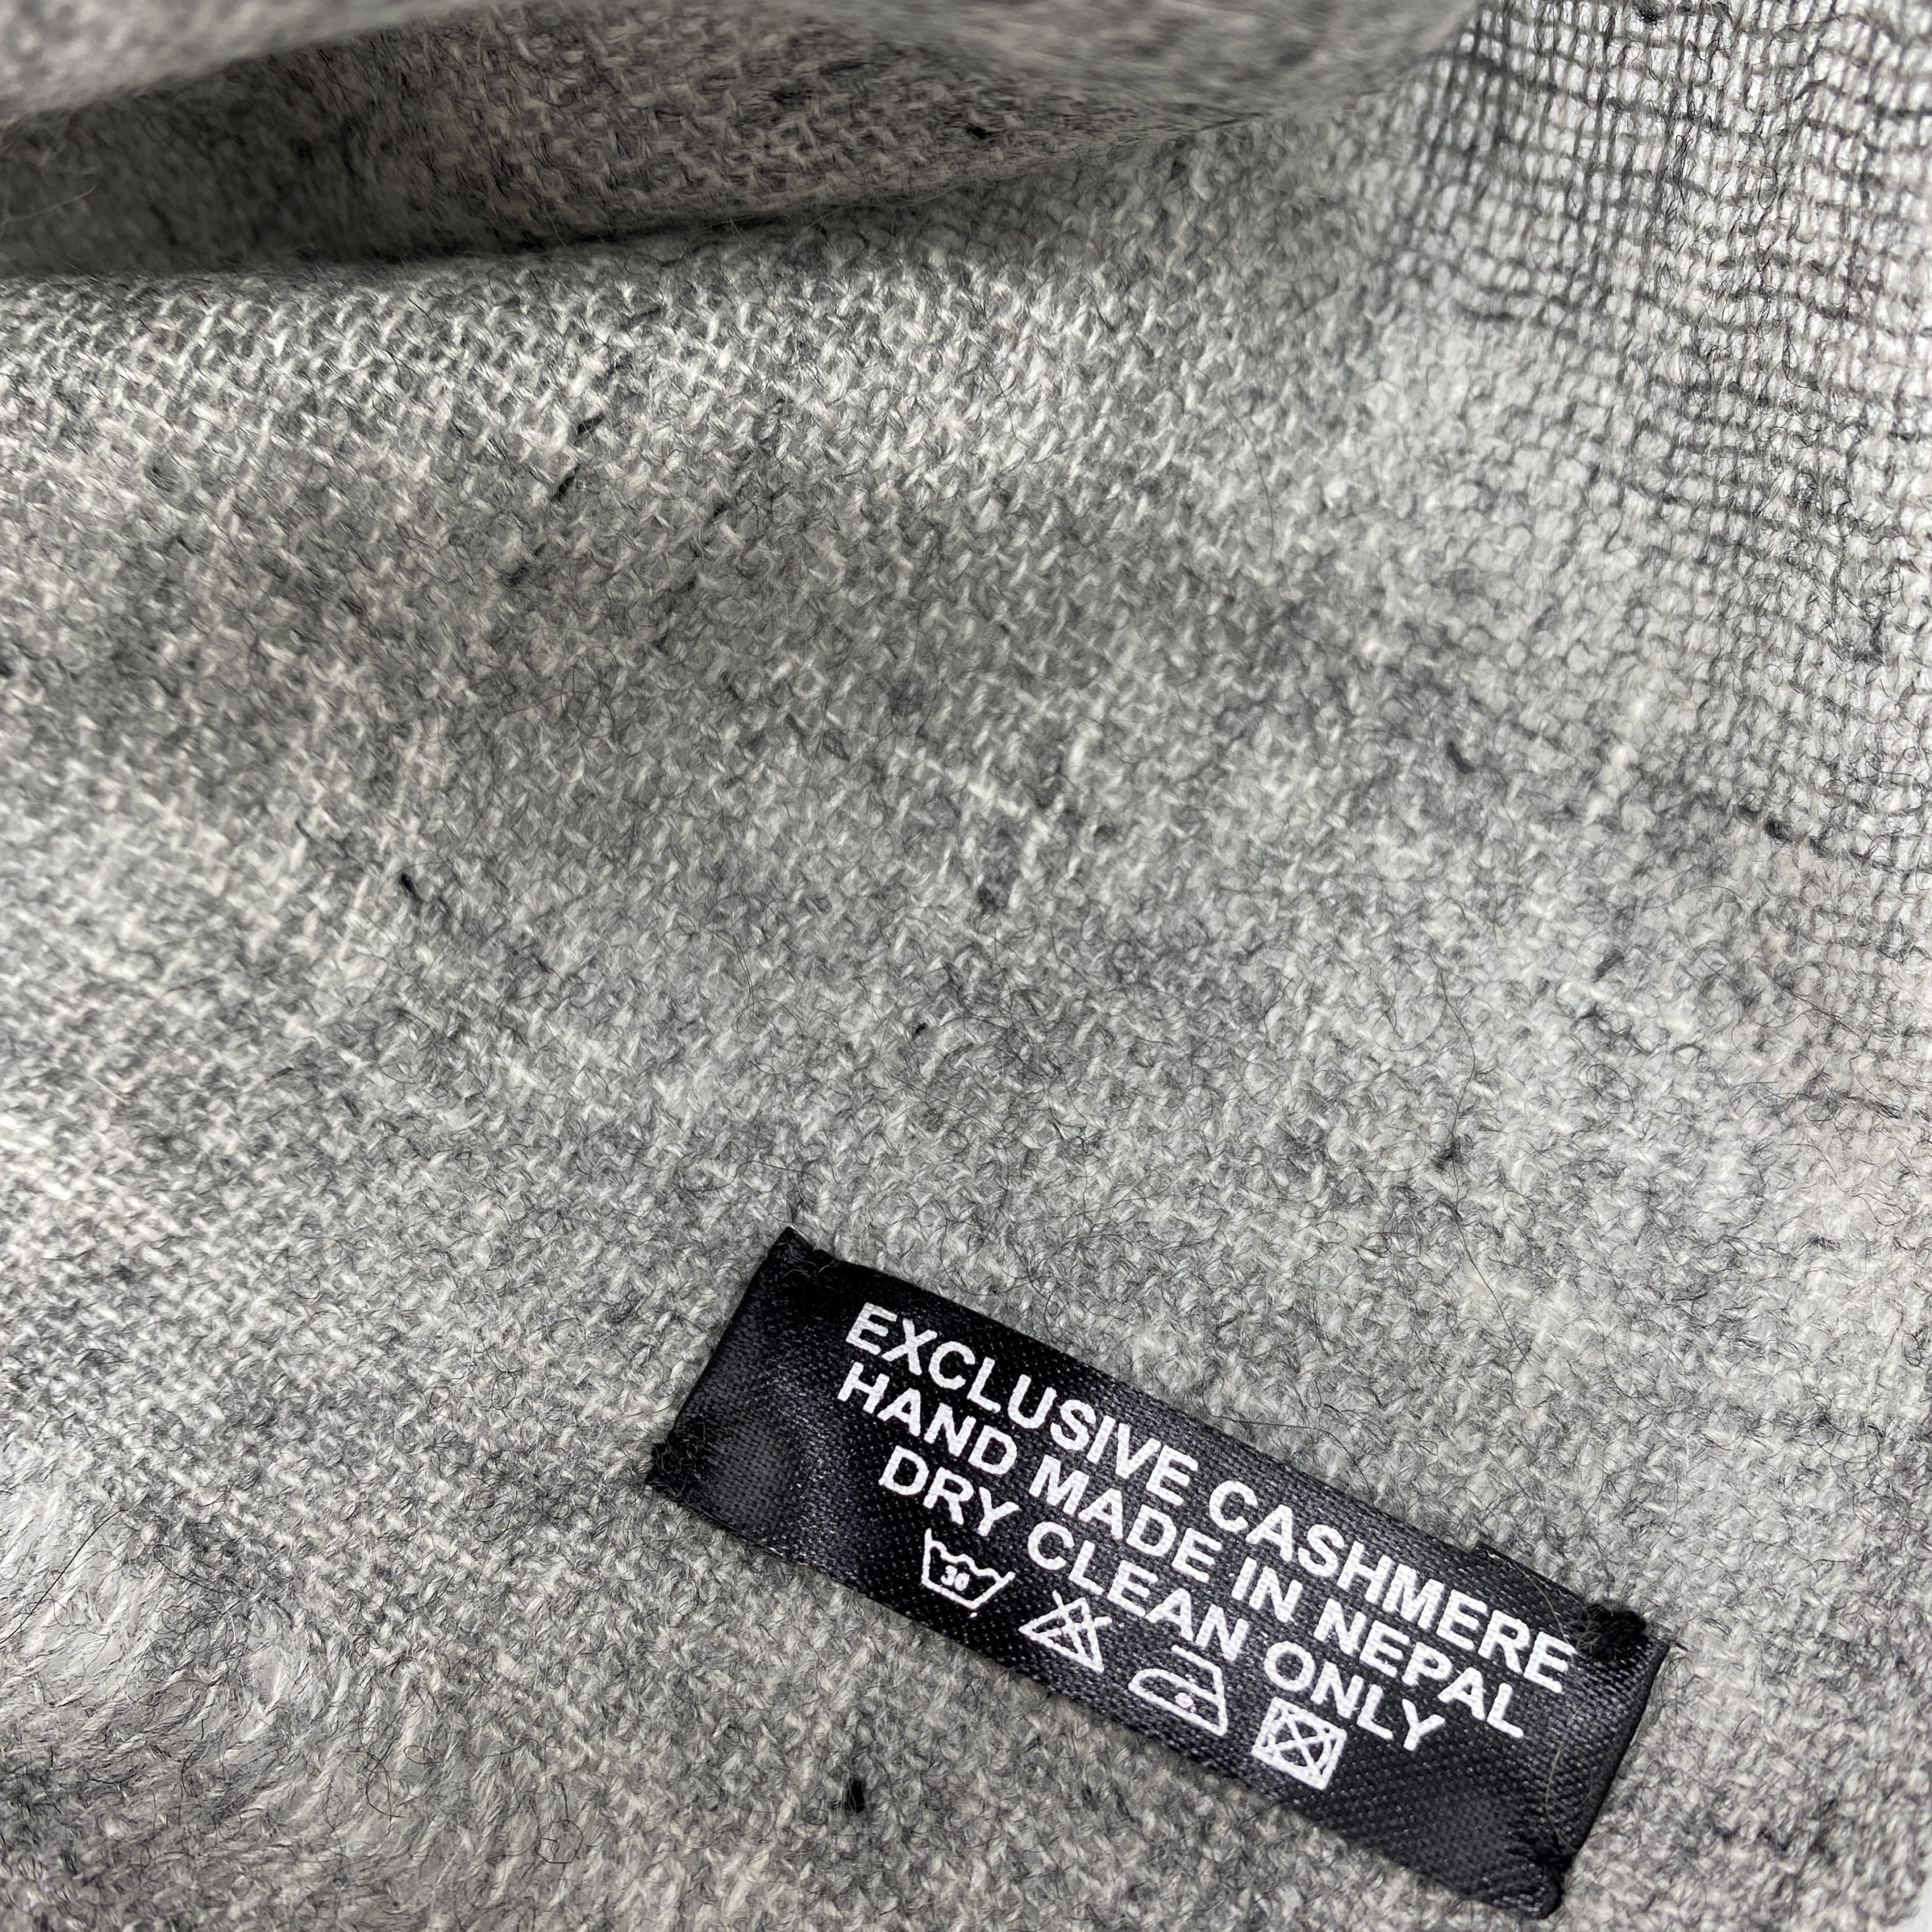 EXCLUSIVE CASHMERE
HAND MADE IN NEPAL
DRY CLEAN ONLY
30